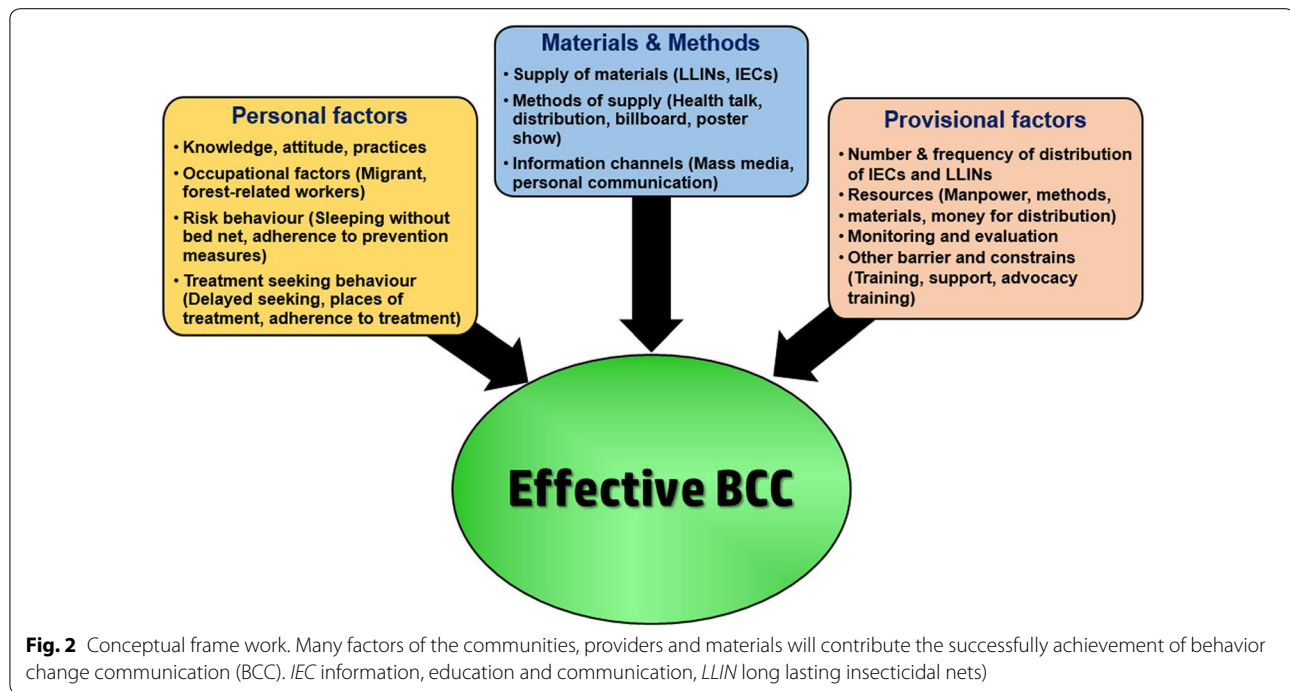 Personal factors
• Knowledge, attitude, practices
• Occupational factors (Migrant,
forest-related workers)
• Risk behaviour (Sleeping without
bed net, adherence to prevention
measures)
• Treatment seeking behaviour
(Delayed seeking, places of
treatment, adherence to treatment)
Materials & Methods
• Supply of materials (LLINs, IECs)
• Methods of supply (Health talk,
distribution, billboard, poster
show)
• Information channels (Mass media,
personal communication)
Provisional factors
• Number & frequency of distribution
of IECs and LLINs
• Resources (Manpower, methods,
• materials, money for distribution)
• Monitoring and evaluation
• Other barrier and constrains
(Training, support, advocacy
training)
Effective BCC
Fig. 2 Conceptual frame work. Many factors of the communities, providers and materials will contribute the successfully achievement of behavior
change communication (BCC). IEC information, education and communication, LLIN long lasting insecticidal nets)